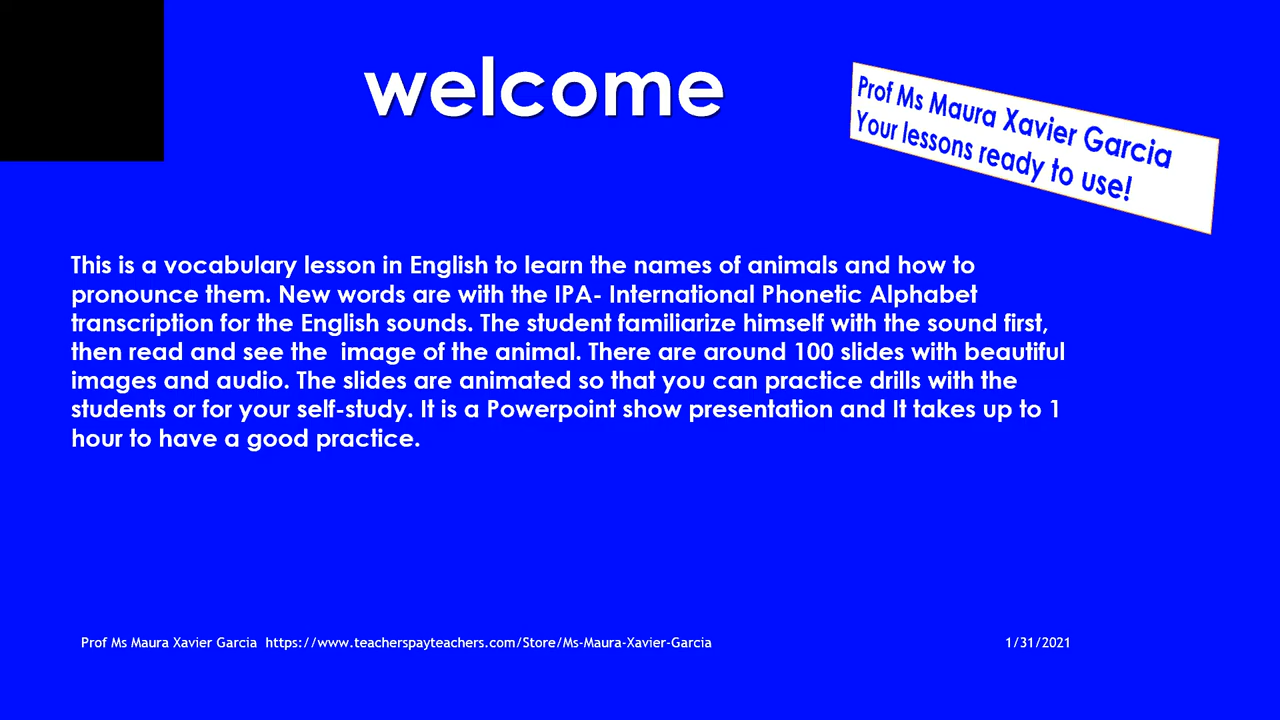 welcome
Prof Ms Maura Xavier Garcia
Your lessons ready to use!
This is a vocabulary lesson in English to learn the names of animals and how to
pronounce them. New words are with the IPA- International Phonetic Alphabet
transcription for the English sounds. The student familiarize himself with the sound first,
then read and see the  image of the animal. There are around 100 slides with beautiful
images and audio. The slides are animated so that you can practice drills with the
students or for your self-study. It is a Powerpoint show presentation and It takes up to 1
hour to have a good practice.
Prof Ms Maura Xavier Garcia  https://www.teacherspayteachers.com/Store/Ms-Maura-Xavier-Garcia
1/31/2021